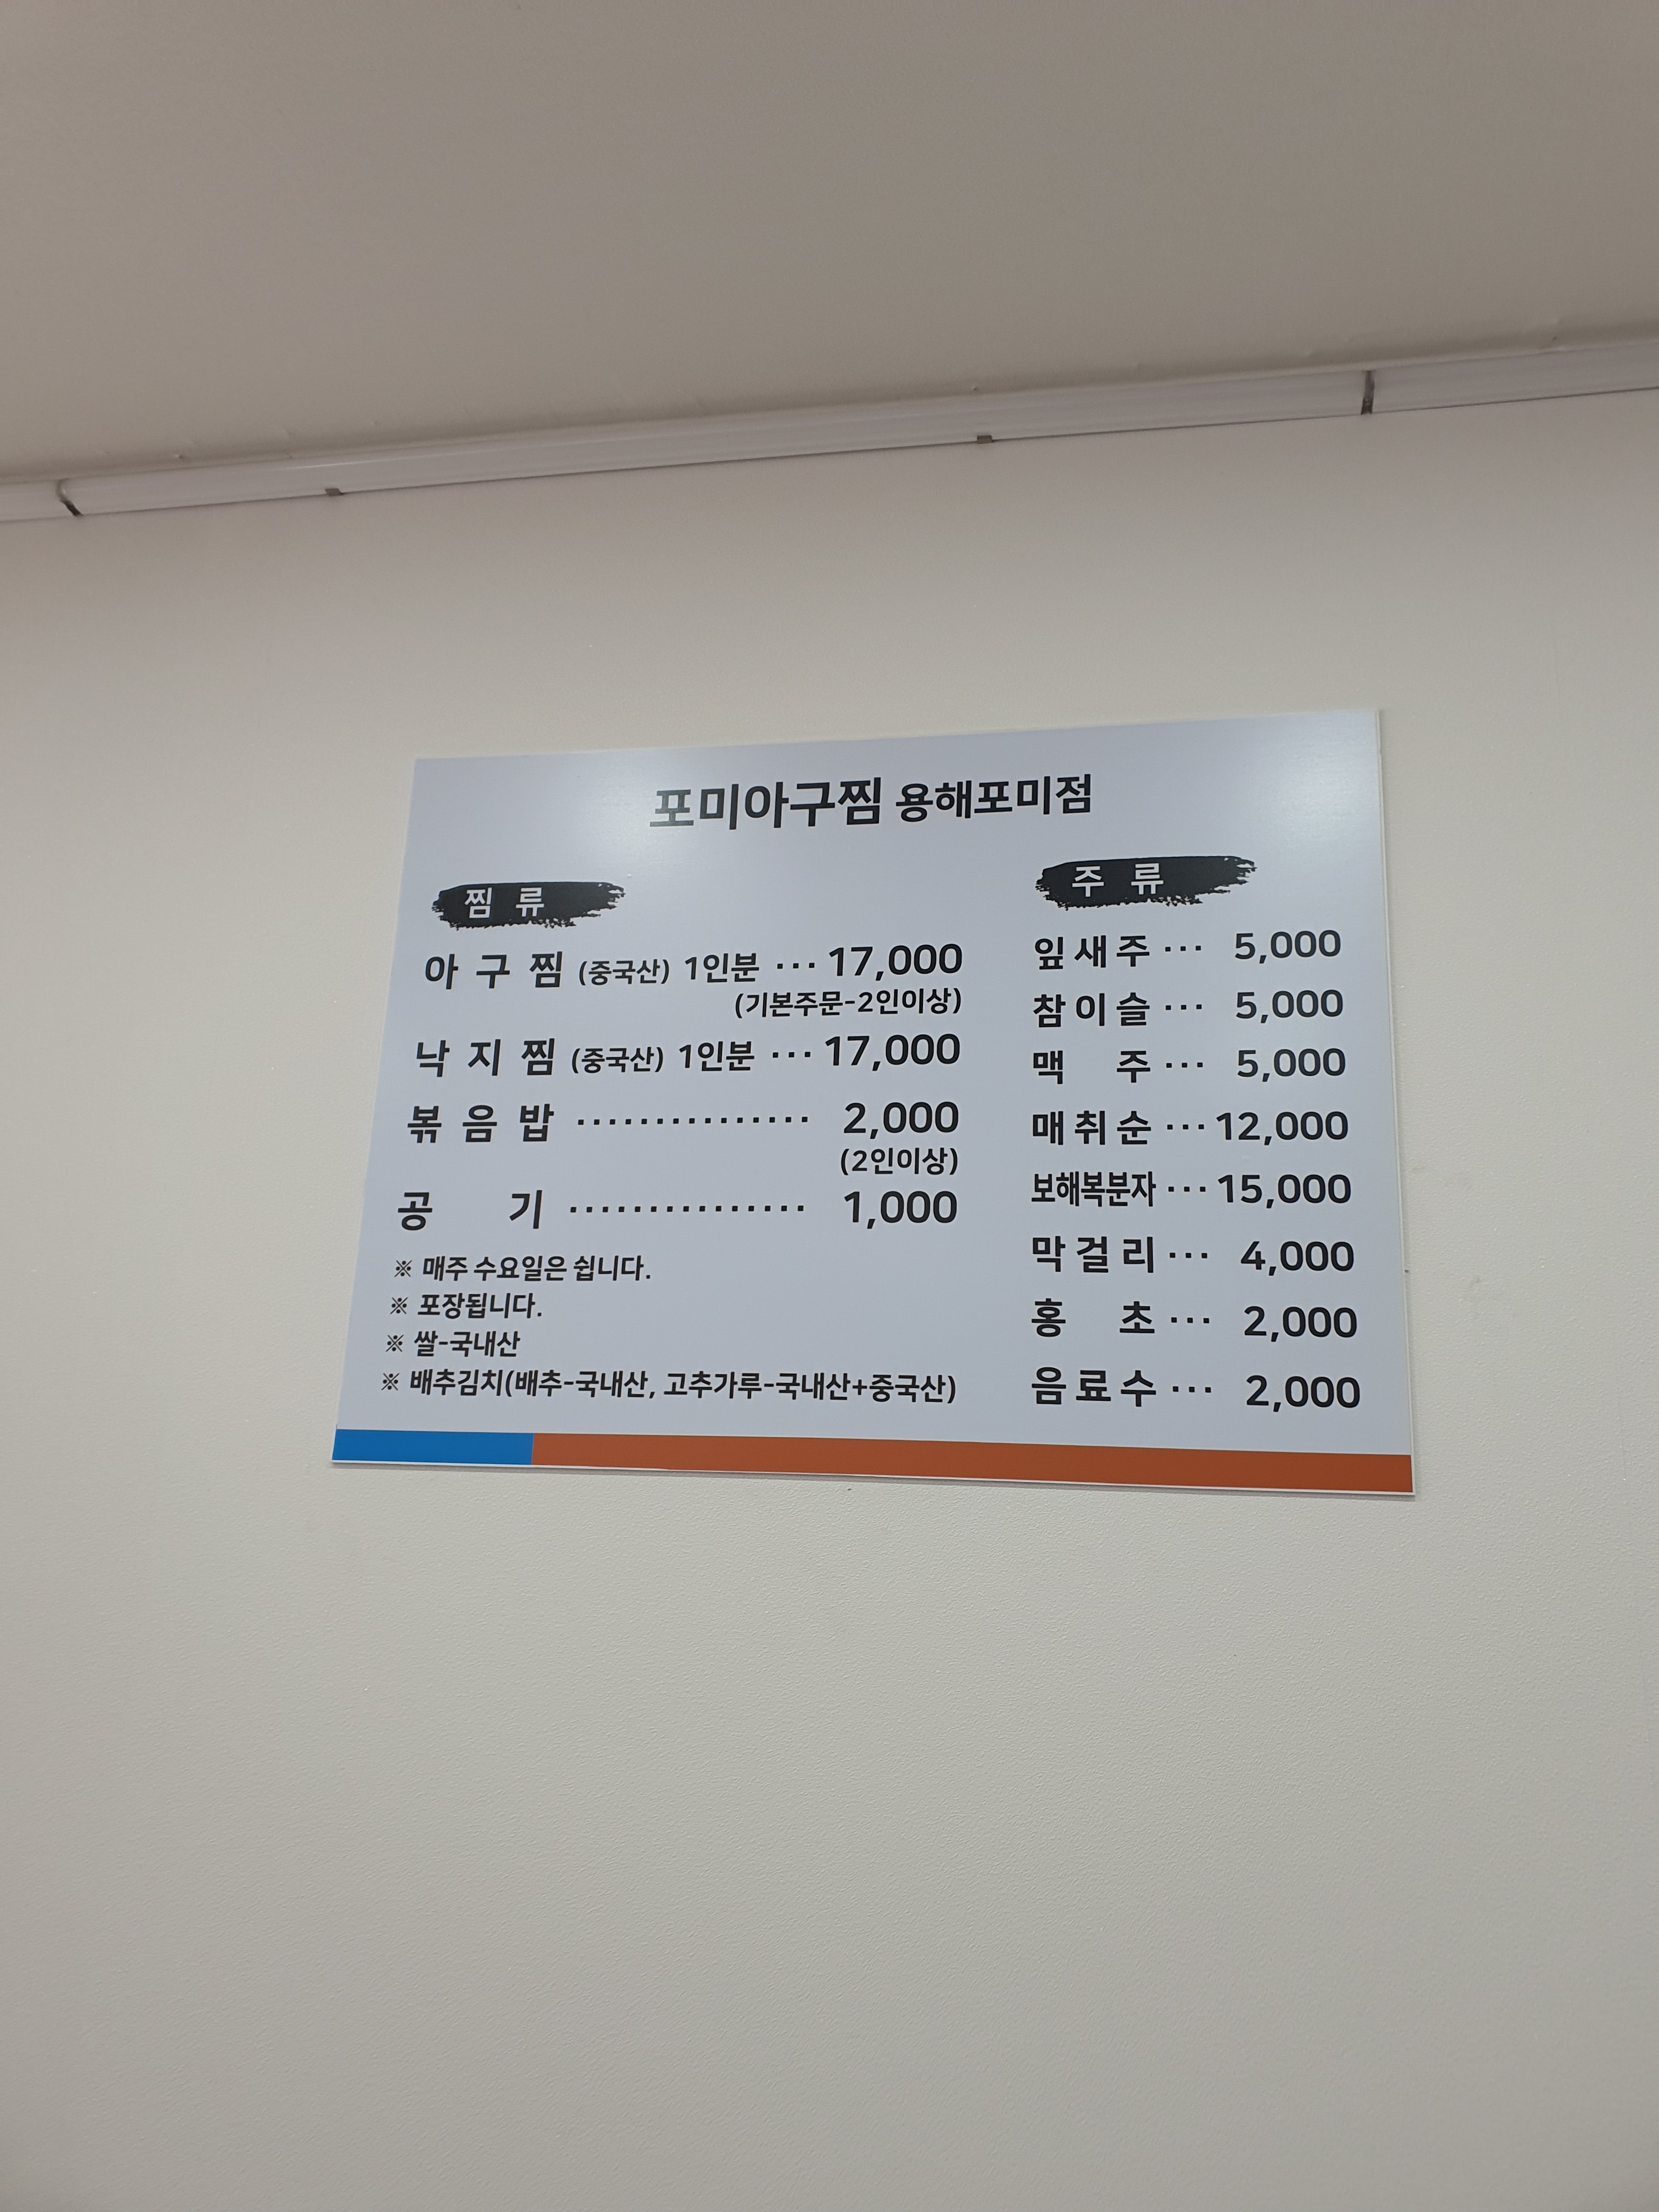 포미아구찜 용해포미점
찜 류
아 구 찜 (중국산) 1인분 ··· 17,000
(기본주문-2인이상)
낙 지 찜 (중국산) 1인분 ··· 17,000
볶 음 밥 ··············· 2,000
(2인이상)
공 기 ··············· 1,000
※ 매주 수요일은 쉽니다.
※ 포장됩니다.
※ 쌀-국내산
※ 배추김치(배추-국내산, 고추가루-국내산+중국산)
주 류
잎새주 ··· 5,000
참이슬 ··· 5,000
맥 주 ··· 5,000
매취순 ··· 12,000
보해복분자 ··· 15,000
막걸리 ··· 4,000
홍 초 ··· 2,000
음료수 ··· 2,000